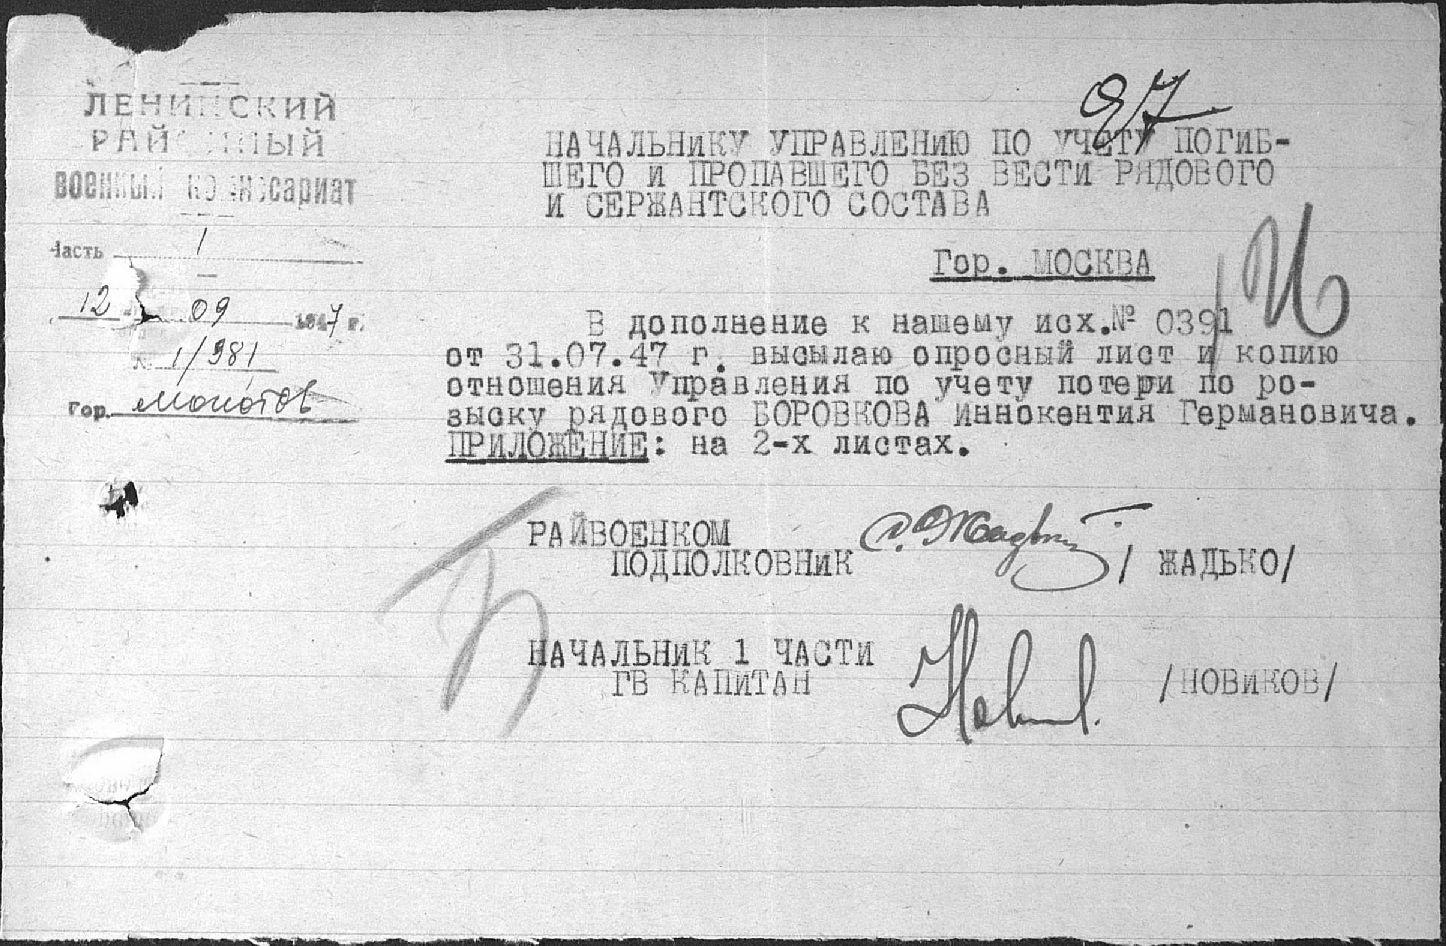 ЛЕНИНСКИЙ
РАЙОННЫЙ
военный комиссариат
Часть 1
12 09 1947 г.
№ 1/981
гор. Молотов
97
НАЧАЛЬНиКУ УПРАВЛЕНиЮ ПО УЧЕТУ ПОГИБ-
ШЕГО И ПРОПАВШЕГО БЕЗ ВЕСТИ РЯДОВОГО
И СЕРЖАНТСКОГО СОСТАВА
Гор. МОСКВА
В дополнение к нашему исх.№ 0391
от 31.07.47 г. высылаю опросный лист и копию
отношения Управления по учету потери по ро-
зыску рядового БОРОВКОВА Иннокентия Германовича.
ПРИЛОЖЕНИЕ: на 2-х листах.
РАЙВОЕНКОМ
ПОДПОЛКОВНиК /ЖАДЬКО/
НАЧАЛЬНиК 1 ЧАСТИ
ГВ КАПиТАН /НОВиКОВ/